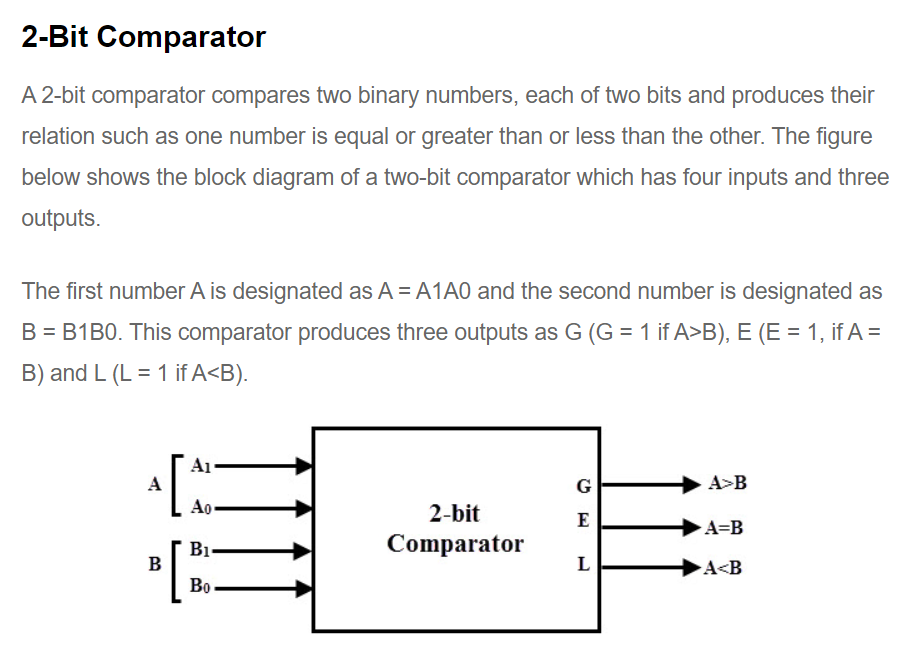 2-Bit Comparator
A 2-bit comparator compares two binary numbers, each of two bits and produces their
relation such as one number is equal or greater than or less than the other. The figure
below shows the block diagram of a two-bit comparator which has four inputs and three
outputs.
The first number A is designated as A = A1A0 and the second number is designated as
B = B1B0. This comparator produces three outputs as G (G = 1 if A>B), E (E = 1, if A =
B) and L (L = 1 if A<B).
A
A1
A0
B
B1
B0
2-bit
Comparator
G
E
L
A>B
A=B
A<B